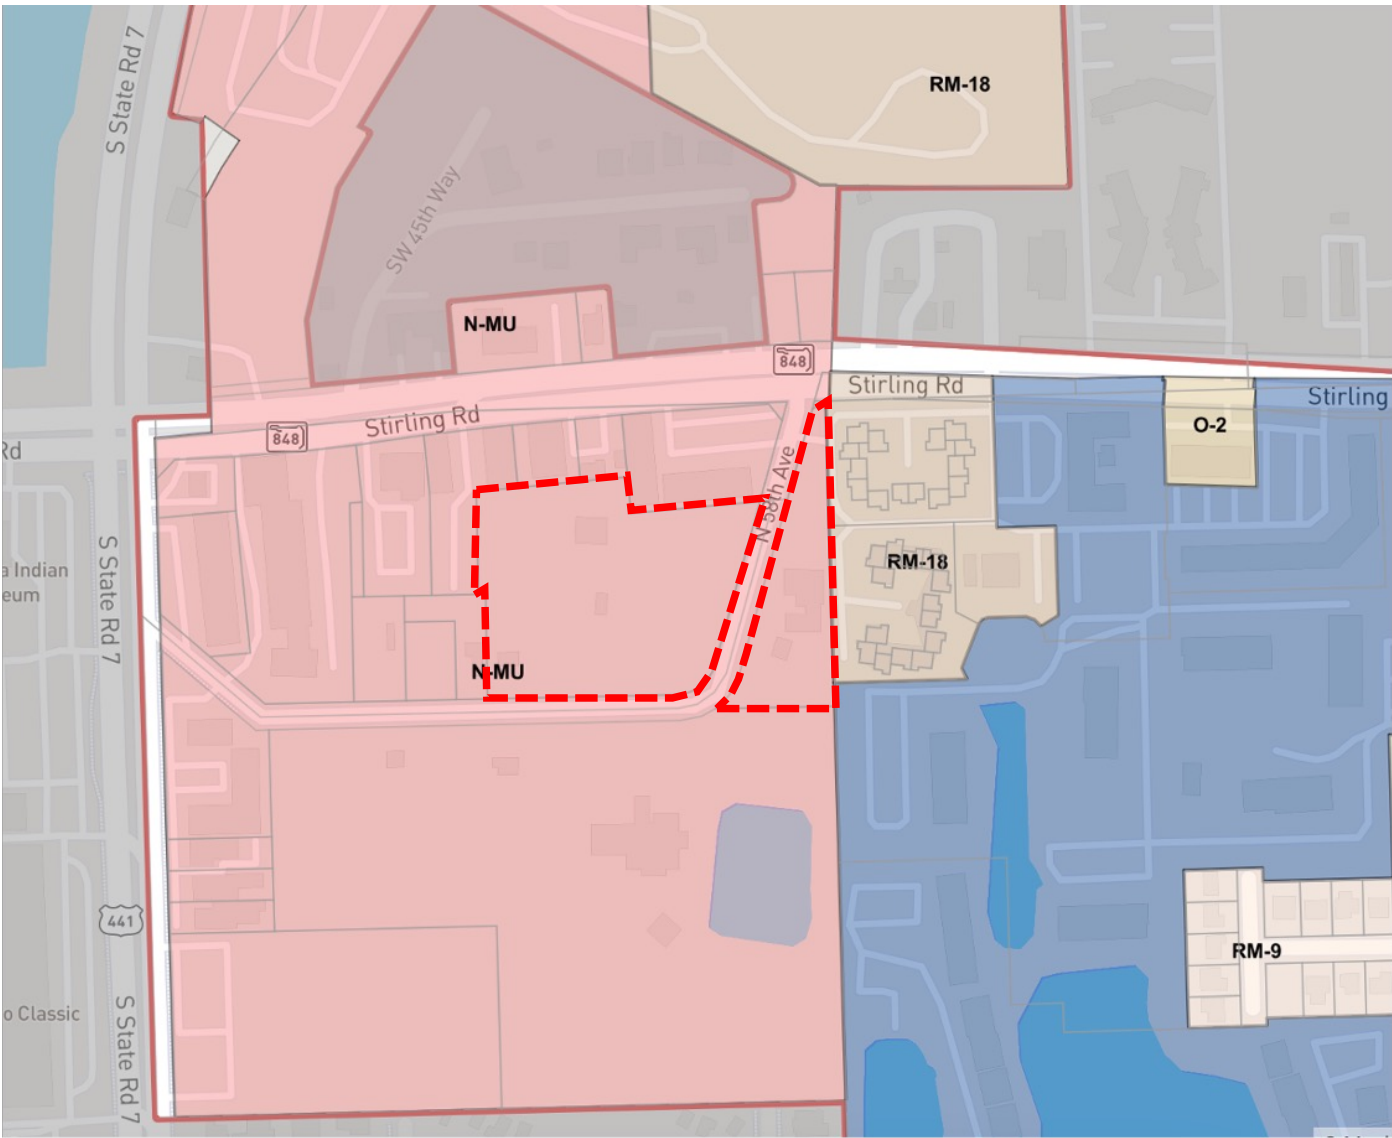 S State Rd 7
RM-18
SW 45th Way
N-MU
848
Stirling Rd
Stirling
848
Stirling Rd
O-2
Rd
N 58th Ave
a Indian
eum
S State Rd 7
RM-18
N-MU
441
RM-9
o Classic
S State Rd 7